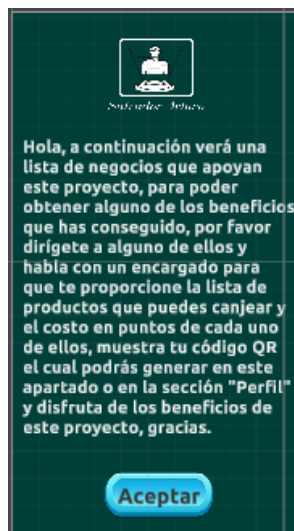 Salvador Arturo
Hola, a continuación verá una
lista de negocios que apoyan
este proyecto, para poder
obtener alguno de los beneficios
que has conseguido, por favor
dirígete a alguno de ellos y
habla con un encargado para
que te proporcione la lista de
productos que puedes canjear y
el costo en puntos de cada uno
de ellos, muestra tu código QR
el cual podrás generar en este
apartado o en la sección "Perfil"
y disfruta de los beneficios de
este proyecto, gracias.
Aceptar